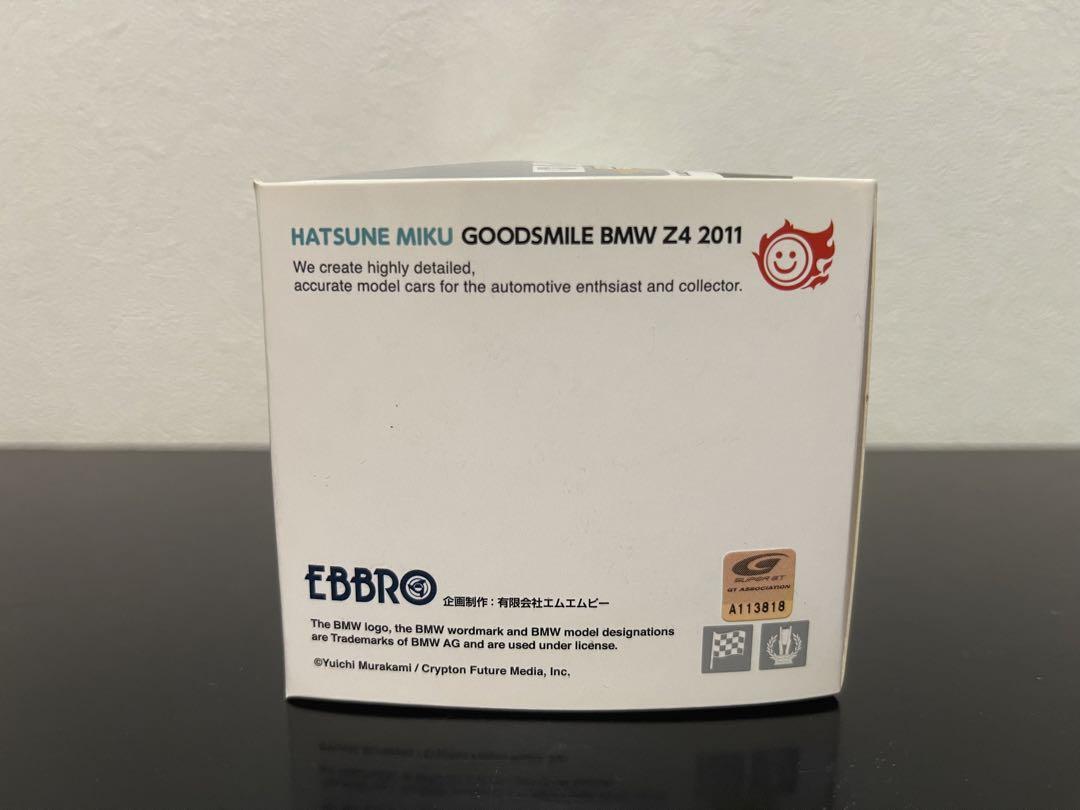 HATSUNE MIKU GOODSMILE BMW Z4 2011
We create highly detailed,
accurate model cars for the automotive enthsiast and collector.
EBBRO 企画制作：有限会社エムエムピー
The BMW logo, the BMW wordmark and BMW model designations
are Trademarks of BMW AG and are used under license.
©Yuichi Murakami / Crypton Future Media, Inc.
SUPER GT
GT ASSOCIATION
A113818